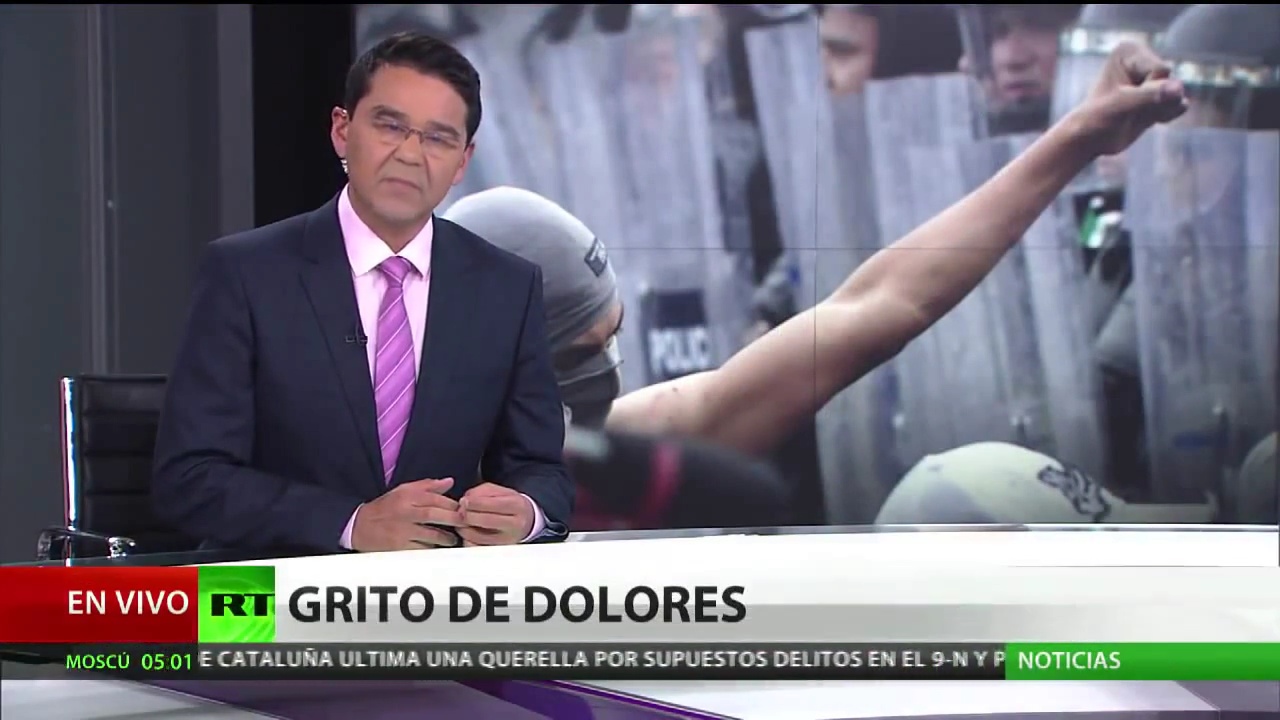 POLIC
EN VIVO RT GRITO DE DOLORES
MOSCÚ 05:01 E CATALUÑA ULTIMA UNA QUERELLA POR SUPUESTOS DELITOS EN EL 9-N Y P NOTICIAS